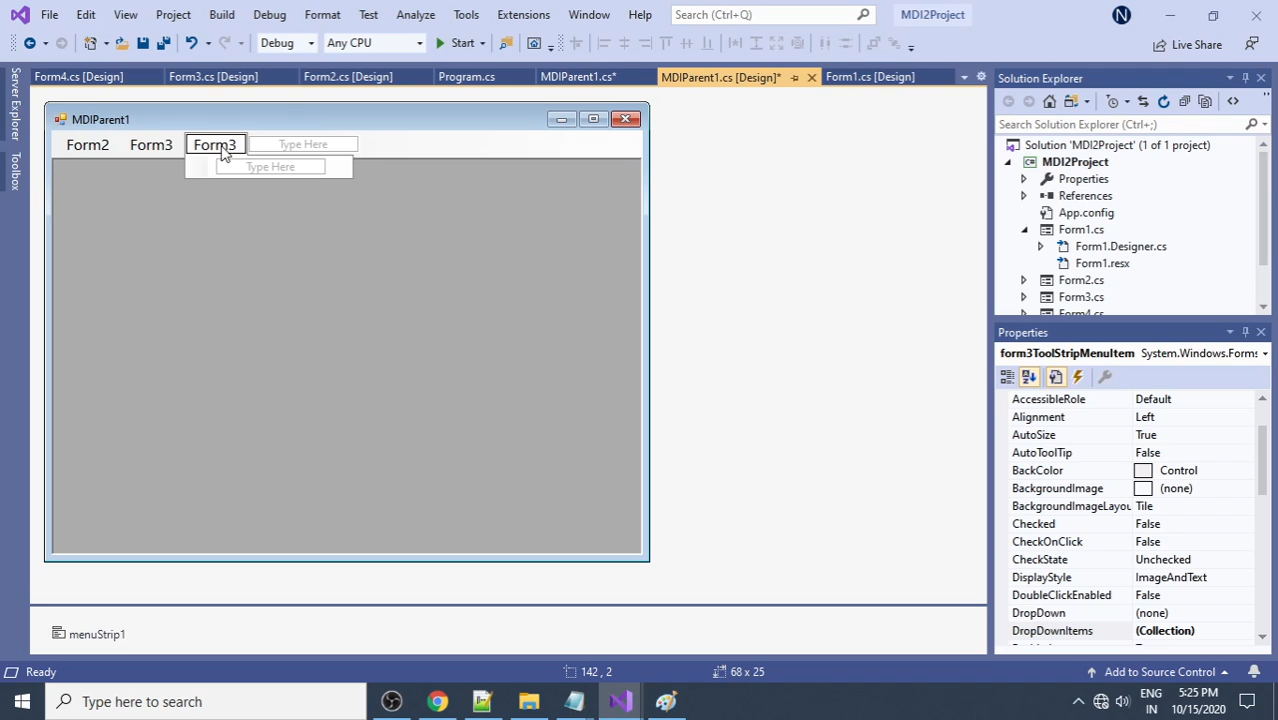 File Edit View Project Build Debug Format Test Analyze Tools Extensions Window Help Search (Ctrl+Q) MDI2Project N
Debug Any CPU Start Live Share
Form4.cs [Design] Form3.cs [Design] Form2.cs [Design] Program.cs MDIParent1.cs* MDIParent1.cs [Design]* Form1.cs [Design]
Server Explorer
Toolbox
MDIParent1
Form2 Form3 Form3 Type Here
Type Here
menuStrip1
Solution Explorer
Search Solution Explorer (Ctrl+;)
Solution 'MDI2Project' (1 of 1 project)
C# MDI2Project
Properties
References
App.config
Form1.cs
Form1.Designer.cs
Form1.resx
Form2.cs
Form3.cs
Form4.cs
Properties
form3ToolStripMenuItem System.Windows.Forms
AccessibleRole Default
Alignment Left
AutoSize True
AutoToolTip False
BackColor Control
BackgroundImage (none)
BackgroundImageLayou Tile
Checked False
CheckOnClick False
CheckState Unchecked
DisplayStyle ImageAndText
DoubleClickEnabled False
DropDown (none)
DropDownItems (Collection)
Ready 142 , 2 68 x 25 Add to Source Control
Type here to search
ENG 5:25 PM
IN 10/15/2020